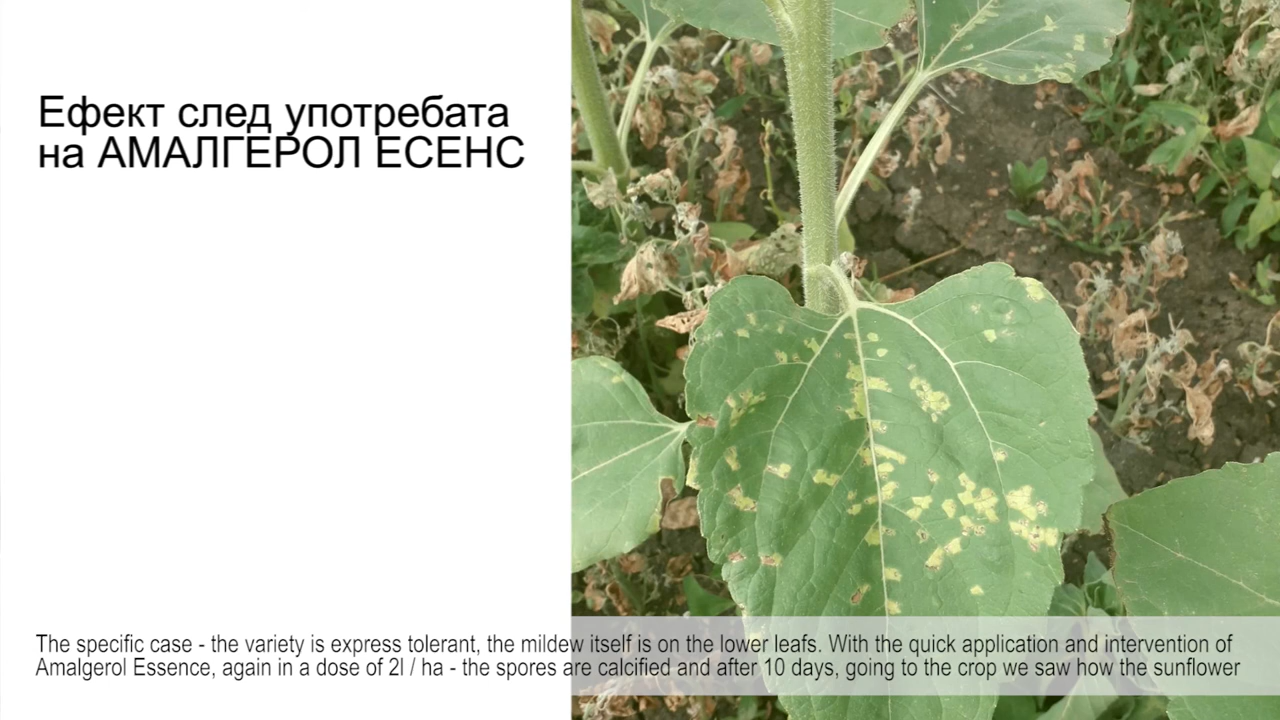 Ефект след употребата
на АМАЛГЕРОЛ ЕСЕНС
The specific case - the variety is express tolerant, the mildew itself is on the lower leafs. With the quick application and intervention of
Amalgerol Essence, again in a dose of 2l / ha - the spores are calcified and after 10 days, going to the crop we saw how the sunflower